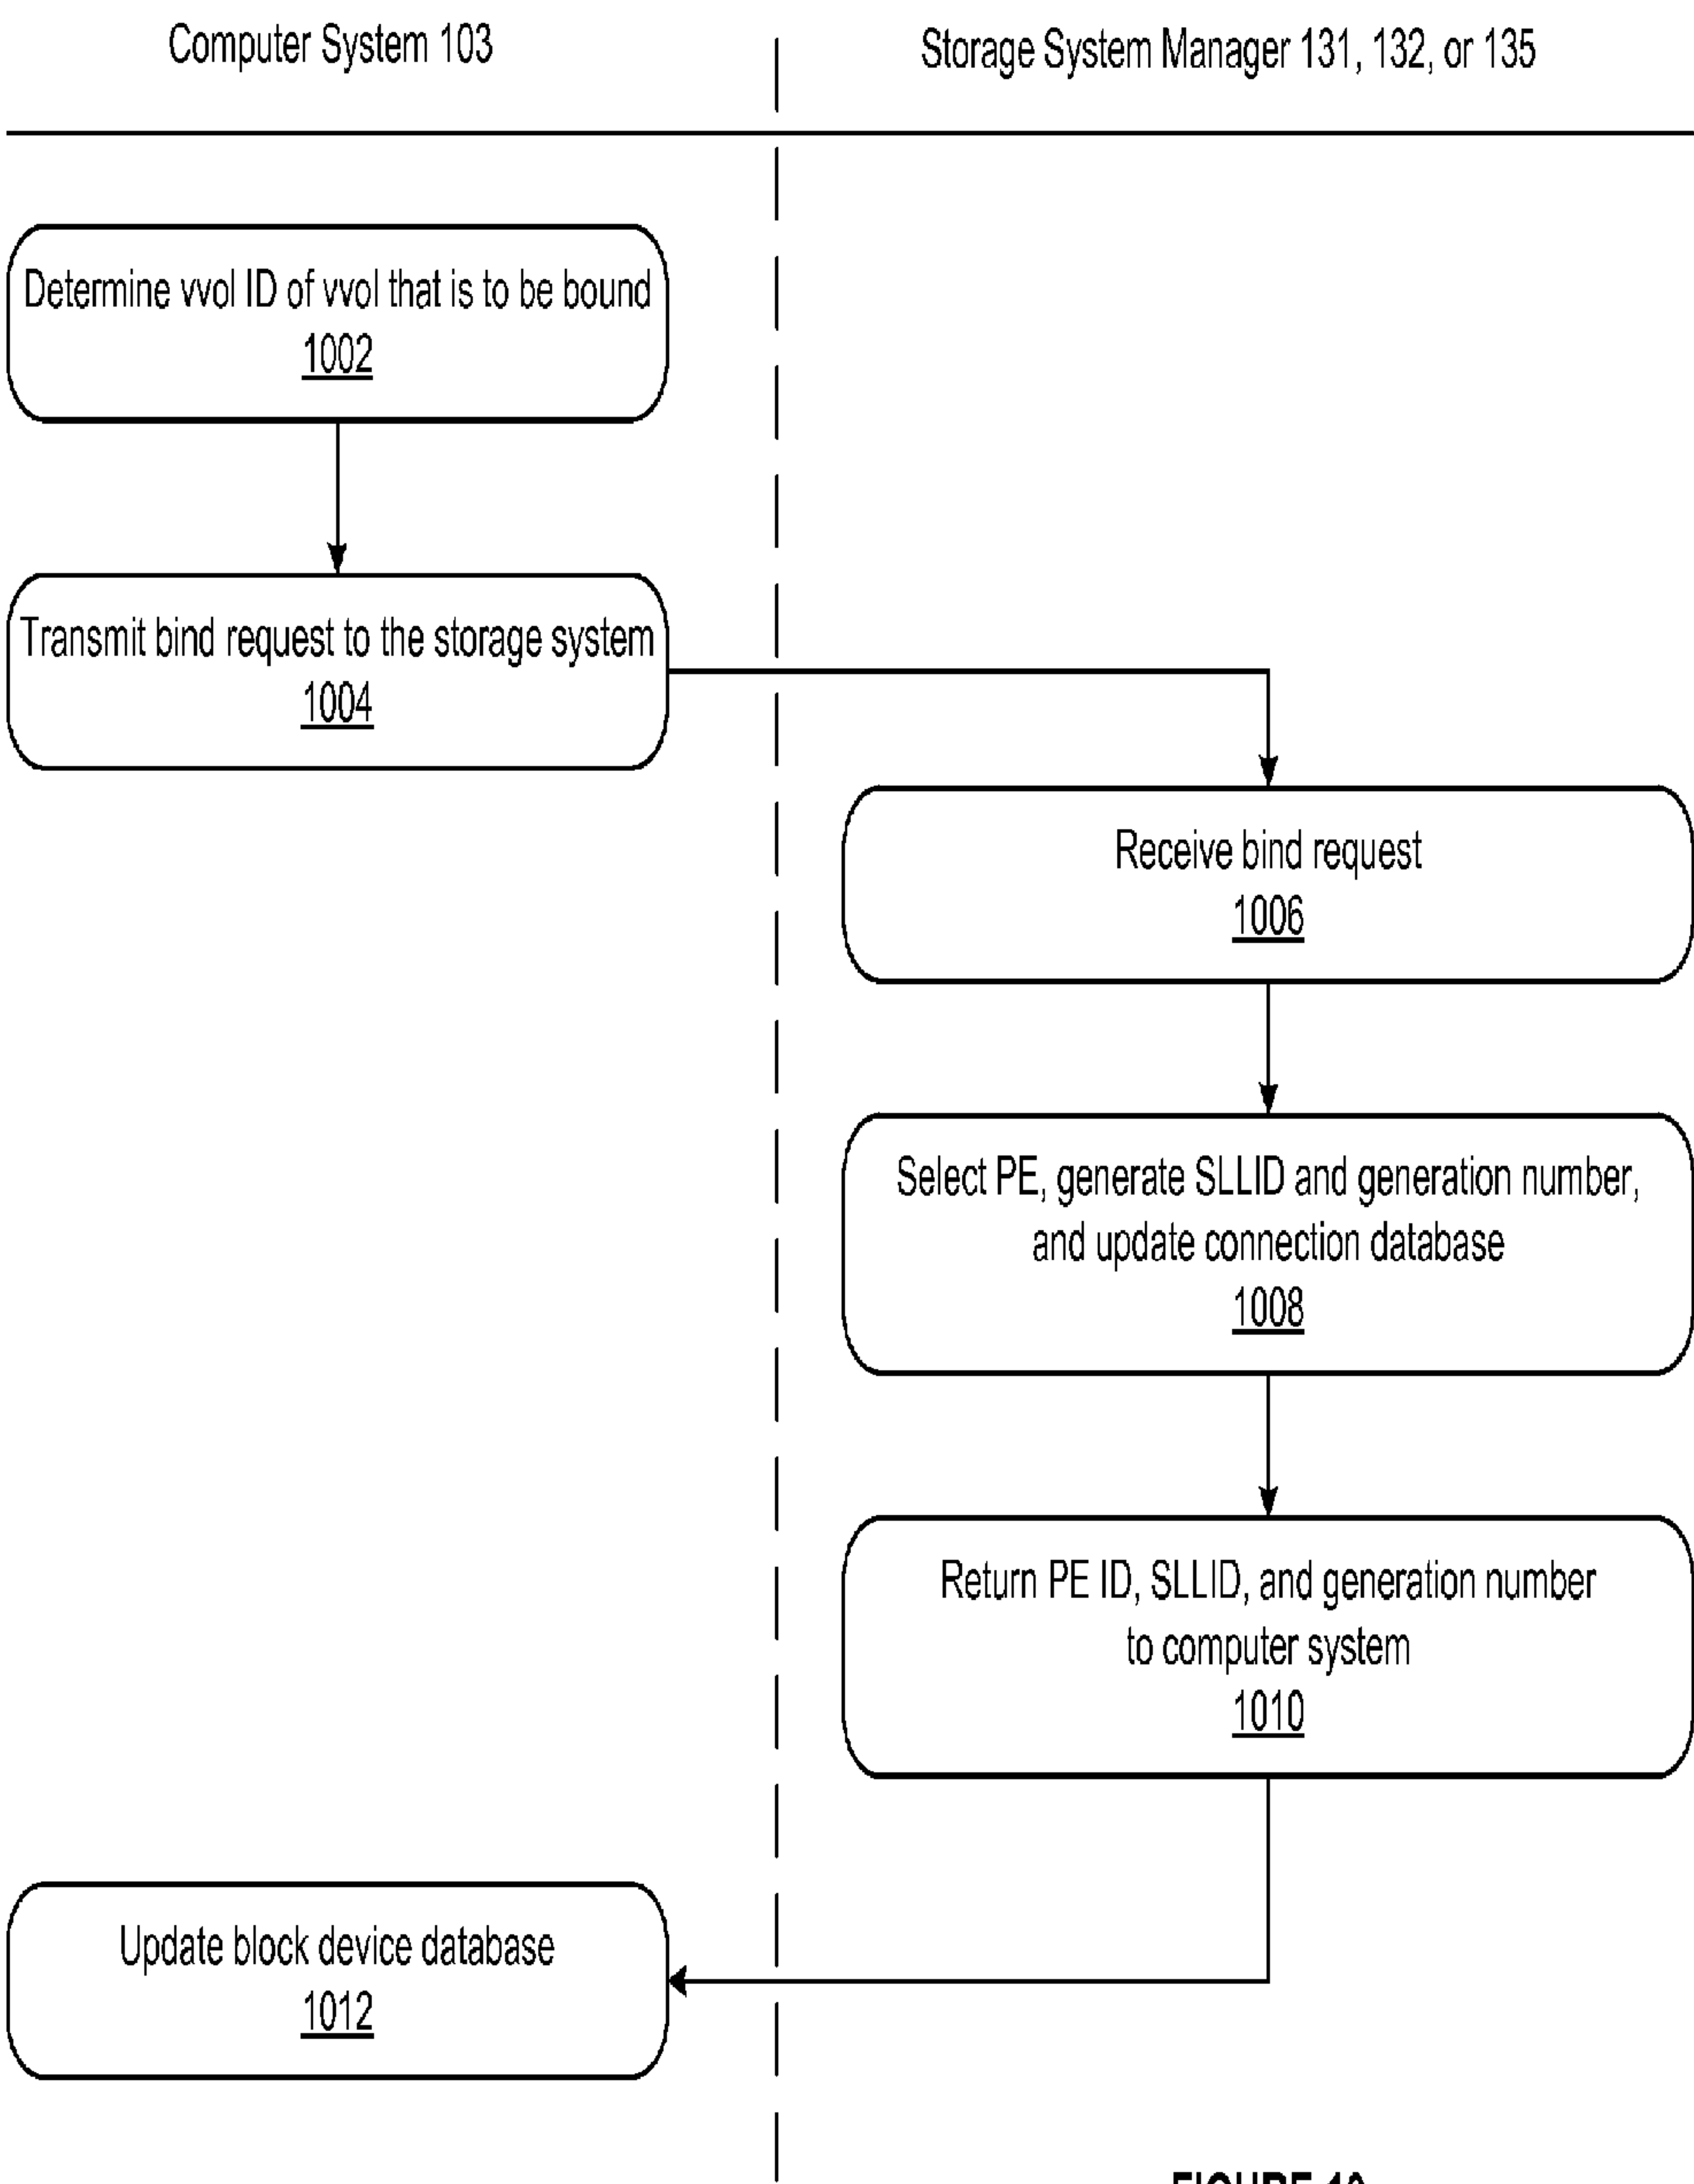 Computer System 103
Storage System Manager 131, 132, or 135
Determine vvol ID of vvol that is to be bound
1002
Transmit bind request to the storage system
1004
Receive bind request
1006
Select PE, generate SLLID and generation number,
and update connection database
1008
Return PE ID, SLLID, and generation number
to computer system
1010
Update block device database
1012
FIGURE